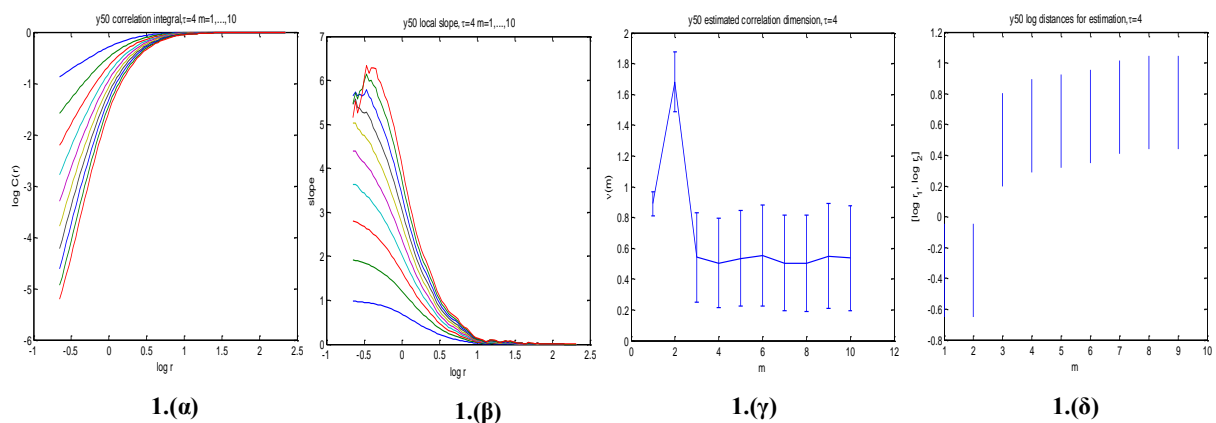 y50 correlation integral,τ=4 m=1,...,10
log C(r)
0
-1
-2
-3
-4
-5
-6
-1 -0.5 0 0.5 1 1.5 2 2.5
log r
1.(α)
y50 local slope, τ=4 m=1,...,10
slope
7
6
5
4
3
2
1
0
-1 -0.5 0 0.5 1 1.5 2 2.5
log r
1.(β)
y50 estimated correlation dimension,τ=4
ν(m)
2
1.8
1.6
1.4
1.2
1
0.8
0.6
0.4
0.2
0
0 2 4 6 8 10 12
m
1.(γ)
y50 log distances for estimation,τ=4
[log r1, log r2]
1.2
1
0.8
0.6
0.4
0.2
0
-0.2
-0.4
-0.6
-0.8
1 2 3 4 5 6 7 8 9 10
m
1.(δ)